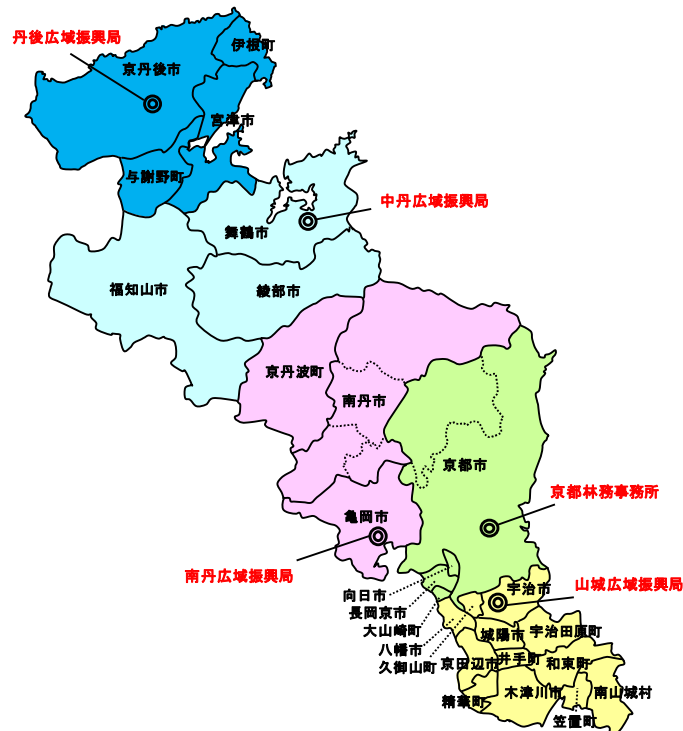 丹後広域振興局
伊根町
京丹後市
宮津市
与謝野町
中丹広域振興局
舞鶴市
福知山市
綾部市
京丹波町
南丹市
京都市
京都林務事務所
亀岡市
南丹広域振興局
山城広域振興局
宇治市
向日市
長岡京市
大山崎町
八幡市
久御山町
城陽市
宇治田原町
京田辺市
井手町
和束町
精華町
木津川市
南山城村
笠置町